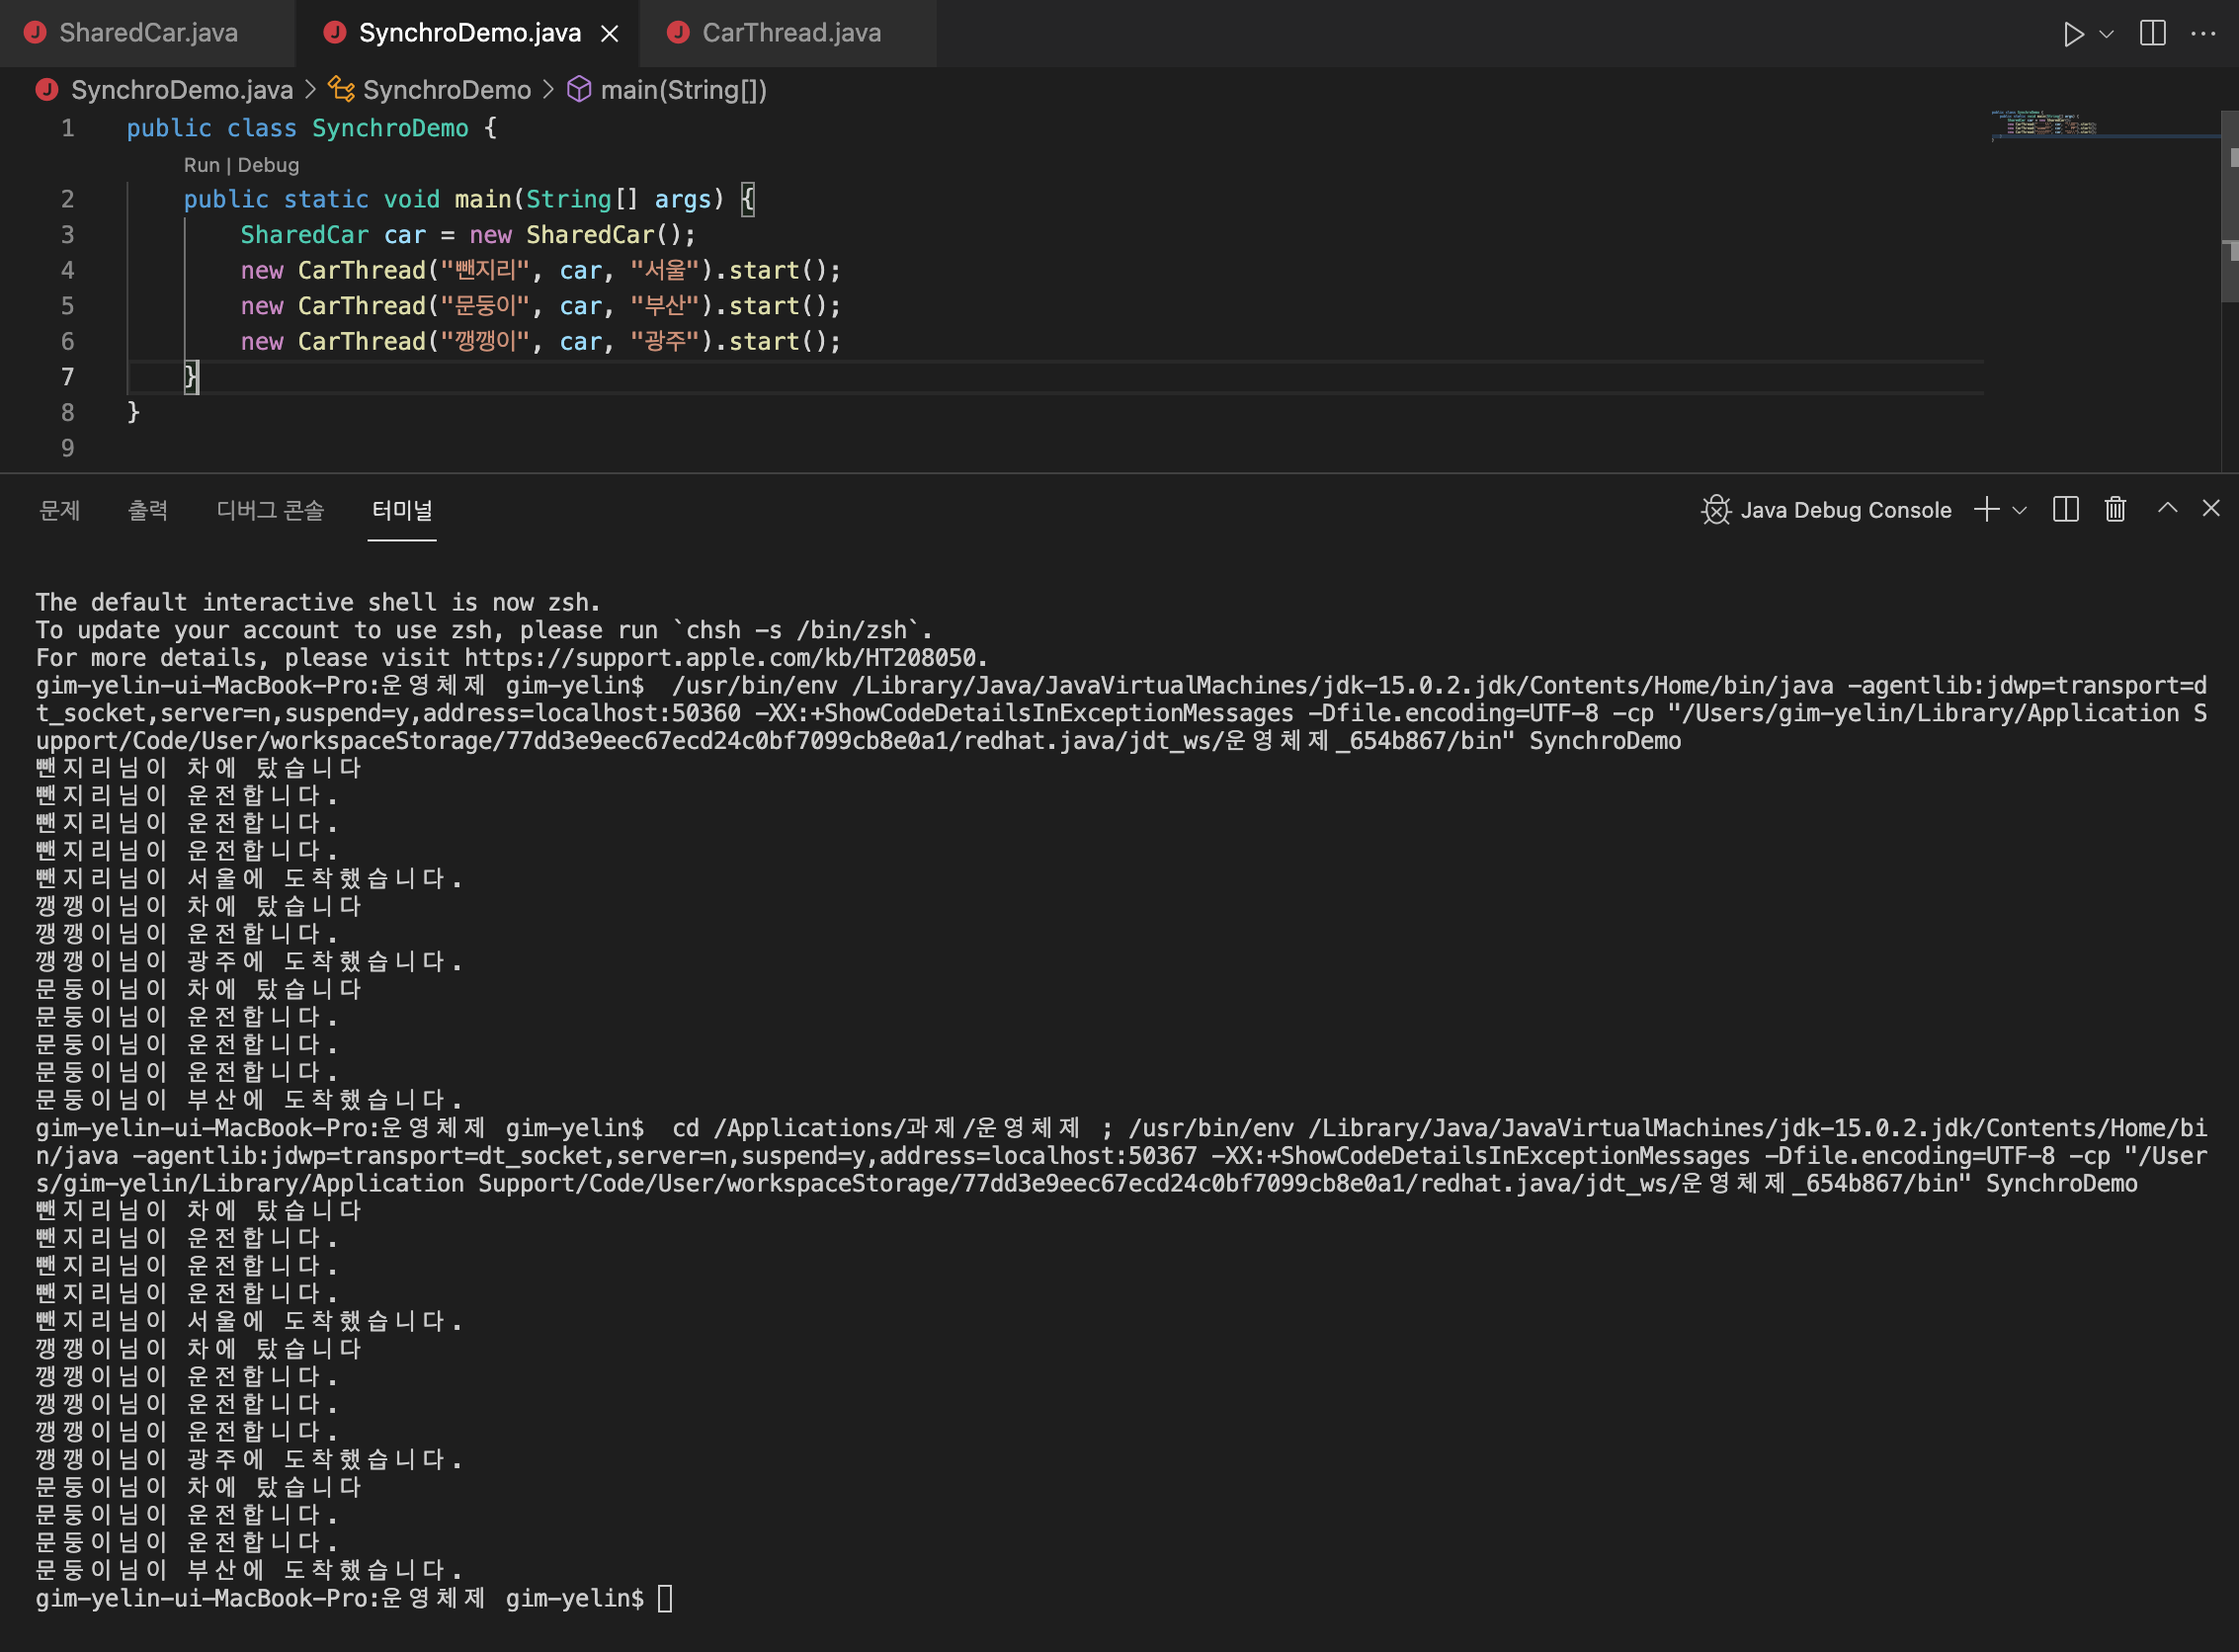 SharedCar.java
SynchroDemo.java
CarThread.java
SynchroDemo.java > SynchroDemo > main(String[])
1 public class SynchroDemo {
Run | Debug
2 public static void main(String[] args) {
3 SharedCar car = new SharedCar();
4 new CarThread("뺀지리", car, "서울").start();
5 new CarThread("문둥이", car, "부산").start();
6 new CarThread("깽깽이", car, "광주").start();
7 }
8 }
9
문제 출력 디버그 콘솔 터미널
Java Debug Console
The default interactive shell is now zsh.
To update your account to use zsh, please run `chsh -s /bin/zsh`.
For more details, please visit https://support.apple.com/kb/HT208050.
gim-yelin-ui-MacBook-Pro:운영체제 gim-yelin$  /usr/bin/env /Library/Java/JavaVirtualMachines/jdk-15.0.2.jdk/Contents/Home/bin/java -agentlib:jdwp=transport=d
t_socket,server=n,suspend=y,address=localhost:50360 -XX:+ShowCodeDetailsInExceptionMessages -Dfile.encoding=UTF-8 -cp "/Users/gim-yelin/Library/Application S
upport/Code/User/workspaceStorage/77dd3e9eec67ecd24c0bf7099cb8e0a1/redhat.java/jdt_ws/운영체제_654b867/bin" SynchroDemo
뺀지리님이 차에 탔습니다
뺀지리님이 운전합니다.
뺀지리님이 운전합니다.
뺀지리님이 운전합니다.
뺀지리님이 서울에 도착했습니다.
깽깽이님이 차에 탔습니다
깽깽이님이 운전합니다.
깽깽이님이 광주에 도착했습니다.
문둥이님이 차에 탔습니다
문둥이님이 운전합니다.
문둥이님이 운전합니다.
문둥이님이 운전합니다.
문둥이님이 부산에 도착했습니다.
gim-yelin-ui-MacBook-Pro:운영체제 gim-yelin$  cd /Applications/과제/운영체제 ; /usr/bin/env /Library/Java/JavaVirtualMachines/jdk-15.0.2.jdk/Contents/Home/bi
n/java -agentlib:jdwp=transport=dt_socket,server=n,suspend=y,address=localhost:50367 -XX:+ShowCodeDetailsInExceptionMessages -Dfile.encoding=UTF-8 -cp "/User
s/gim-yelin/Library/Application Support/Code/User/workspaceStorage/77dd3e9eec67ecd24c0bf7099cb8e0a1/redhat.java/jdt_ws/운영체제_654b867/bin" SynchroDemo
뺀지리님이 차에 탔습니다
뺀지리님이 운전합니다.
뺀지리님이 운전합니다.
뺀지리님이 운전합니다.
뺀지리님이 서울에 도착했습니다.
깽깽이님이 차에 탔습니다
깽깽이님이 운전합니다.
깽깽이님이 운전합니다.
깽깽이님이 운전합니다.
깽깽이님이 광주에 도착했습니다.
문둥이님이 차에 탔습니다
문둥이님이 운전합니다.
문둥이님이 운전합니다.
문둥이님이 부산에 도착했습니다.
gim-yelin-ui-MacBook-Pro:운영체제 gim-yelin$